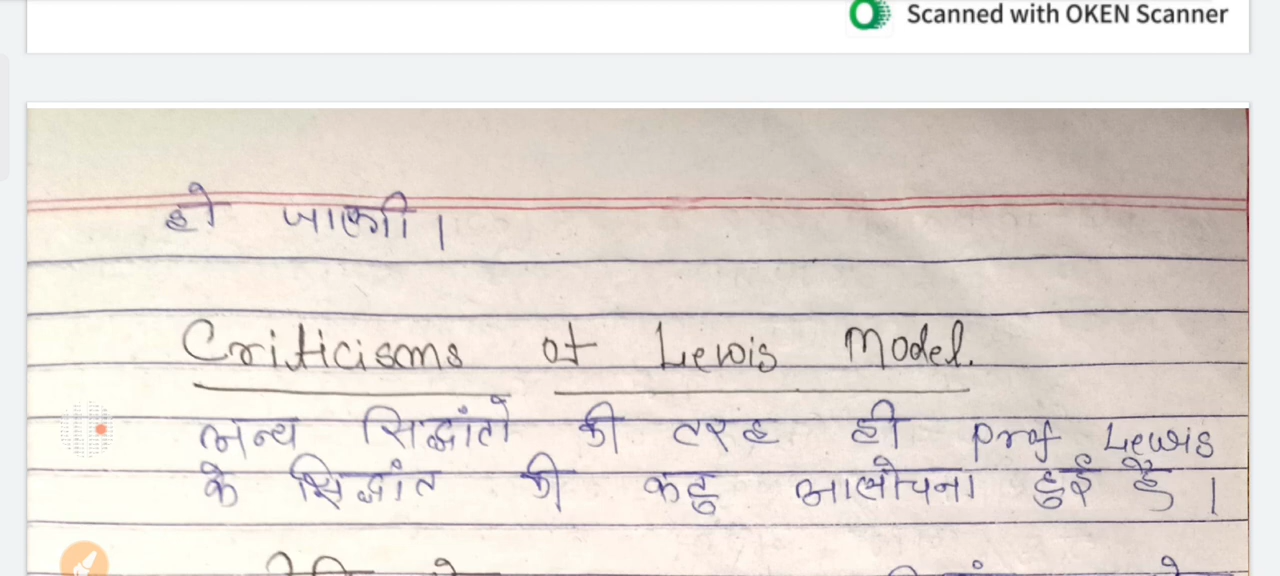 Scanned with OKEN Scanner
हो जाएगी।
Criticisms of Lewis Model.
अन्य सिद्धांतों की तरह ही Prof Lewis
के सिद्धांत की कटु आलोचना हुई है।